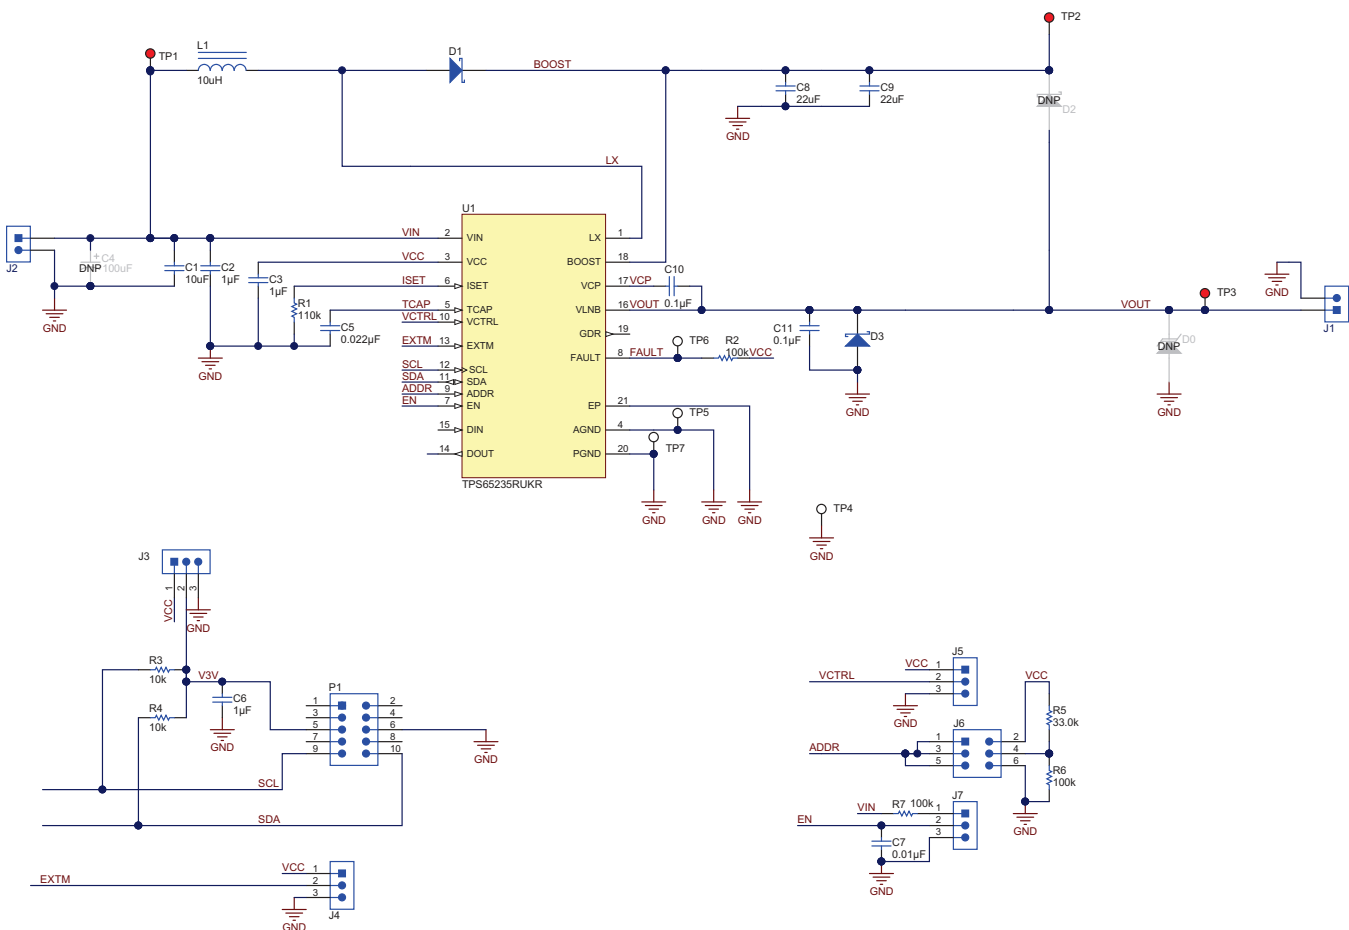 TP2
TP1
L1
10uH
D1
BOOST
C8
22uF
C9
22uF
GND
DNP
D2
LX
U1
J2
VIN
2
VIN
LX
1
VCC
3
VCC
BOOST
18
ISET
6
ISET
VCP
17
VCP
C10
0.1µF
TCAP
5
TCAP
VLNB
16
VOUT
VCTRL
10
VCTRL
GDR
19
EXTM
13
EXTM
FAULT
8
FAULT
TP6
R2
100k
VCC
SCL
12
SCL
SDA
11
SDA
ADDR
9
ADDR
EN
7
EN
EP
21
15
DIN
AGND
4
TP5
14
DOUT
PGND
20
TP7
TPS65235RUKR
C4
DNP
100uF
C1
10uF
C2
1µF
C3
1µF
R1
110k
C5
0.022µF
GND
GND
C11
0.1µF
D3
GND
VOUT
TP3
GND
J1
D0
DNP
GND
GND
GND
GND
TP4
GND
J3
1
2
3
VCC
GND
R3
10k
V3V
R4
10k
C6
1µF
GND
P1
1
2
3
4
5
6
7
8
9
10
GND
SCL
SDA
EXTM
VCC
1
2
3
GND
J4
J5
VCC
1
VCTRL
2
3
GND
VCC
J6
ADDR
1
2
3
4
5
6
R5
33.0k
R6
100k
GND
J7
VIN
R7
100k
1
EN
2
3
C7
0.01µF
GND